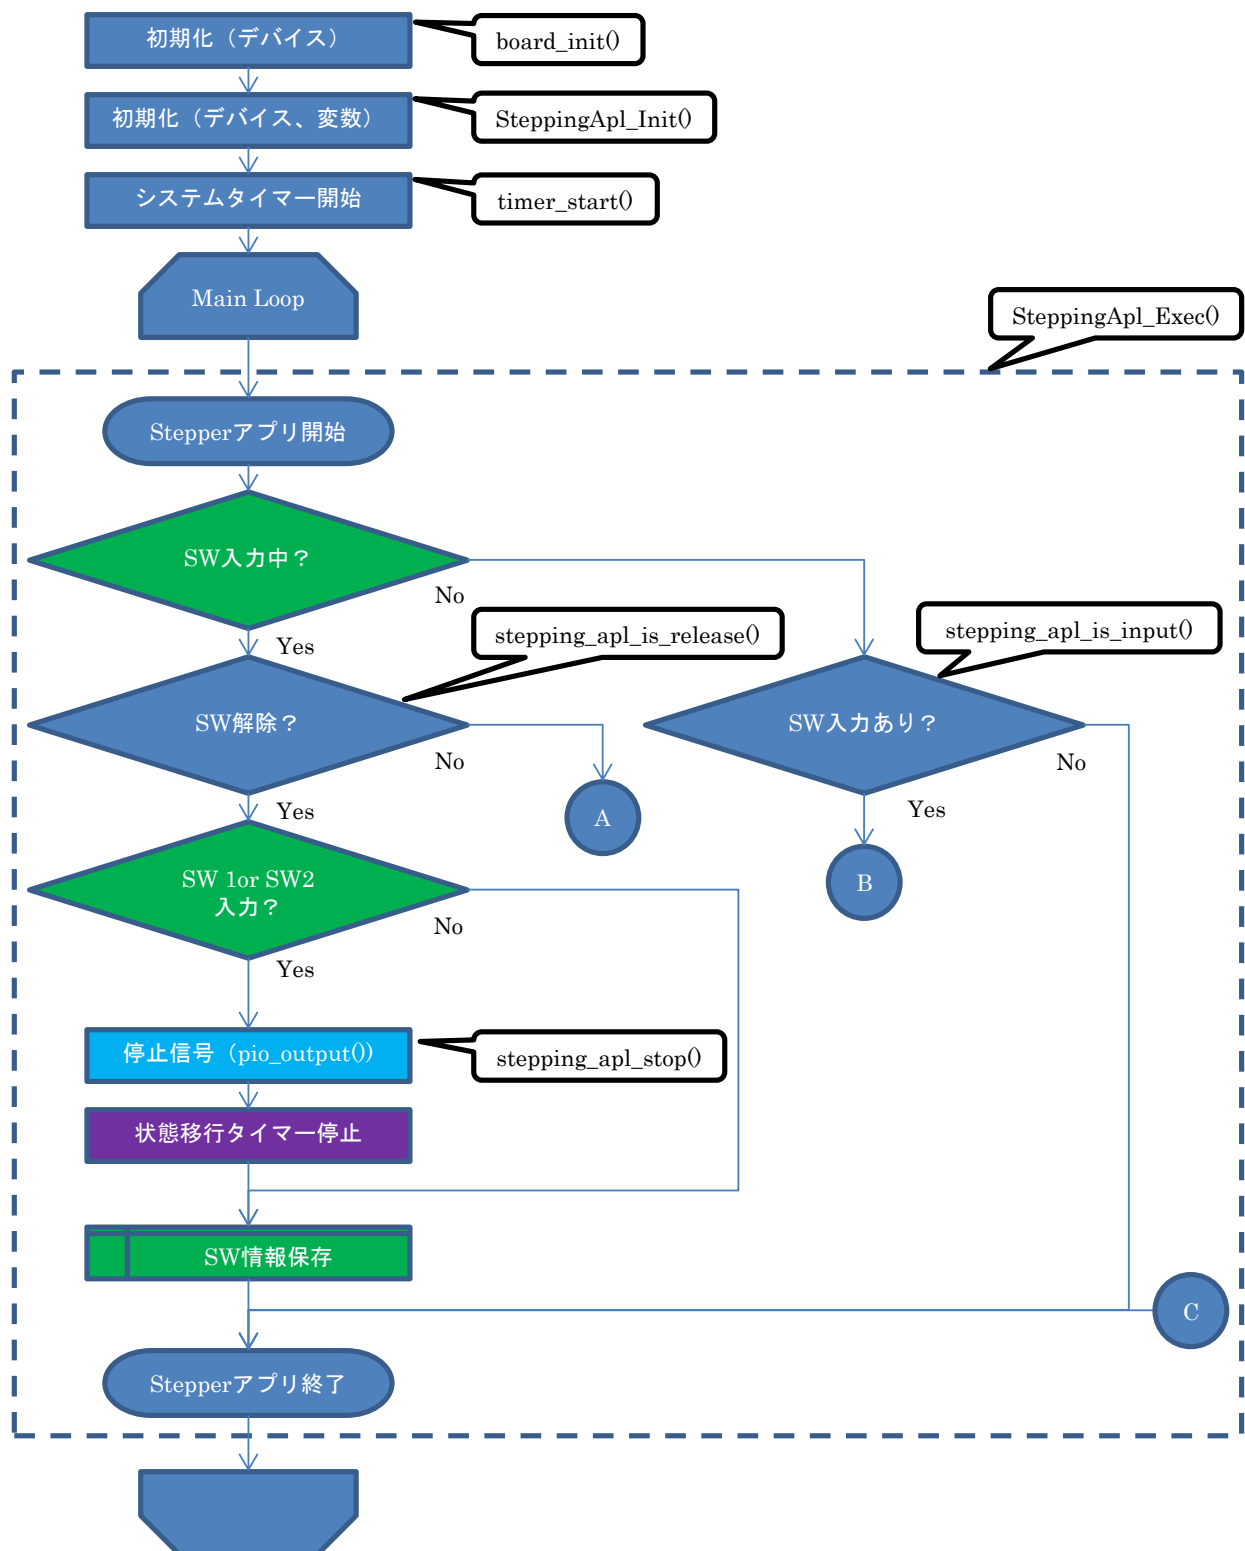 初期化（デバイス）
board_init()
初期化（デバイス、変数）
SteppingApl_Init()
システムタイマー開始
timer_start()
Main Loop
SteppingApl_Exec()
Stepperアプリ開始
SW入力中？
No
Yes
stepping_apl_is_release()
stepping_apl_is_input()
SW解除？
SW入力あり？
No
No
Yes
Yes
A
B
SW 1or SW2
入力？
No
Yes
停止信号（pio_output())
stepping_apl_stop()
状態移行タイマー停止
SW情報保存
C
Stepperアプリ終了